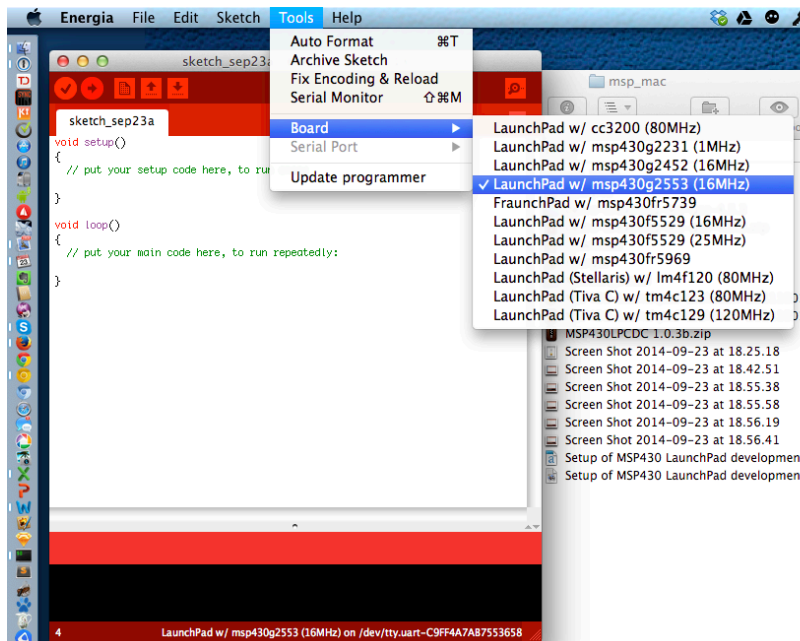 Energia File Edit Sketch Tools Help
sketch_sep23a
Auto Format ⌘T
Archive Sketch
Fix Encoding & Reload
Serial Monitor ⇧⌘M
Board
Serial Port
Update programmer
msp_mac
sketch_sep23a
LaunchPad w/ cc3200 (80MHz)
LaunchPad w/ msp430g2231 (1MHz)
LaunchPad w/ msp430g2452 (16MHz)
✓ LaunchPad w/ msp430g2553 (16MHz)
FraunchPad w/ msp430fr5739
LaunchPad w/ msp430f5529 (16MHz)
LaunchPad w/ msp430f5529 (25MHz)
LaunchPad w/ msp430fr5969
LaunchPad (Stellaris) w/ lm4f120 (80MHz)
LaunchPad (Tiva C) w/ tm4c123 (80MHz)
LaunchPad (Tiva C) w/ tm4c129 (120MHz)
void setup()
{
// put your setup code here, to ru
}
void loop()
{
// put your main code here, to run repeatedly:
}
MSP430LPCDC 1.0.3b.zip
Screen Shot 2014-09-23 at 18.25.18
Screen Shot 2014-09-23 at 18.42.51
Screen Shot 2014-09-23 at 18.55.38
Screen Shot 2014-09-23 at 18.55.58
Screen Shot 2014-09-23 at 18.56.19
Screen Shot 2014-09-23 at 18.56.41
Setup of MSP430 LaunchPad developmen
Setup of MSP430 LaunchPad developmen
4 LaunchPad w/ msp430g2553 (16MHz) on /dev/tty.uart-C9FF4A7AB7553658